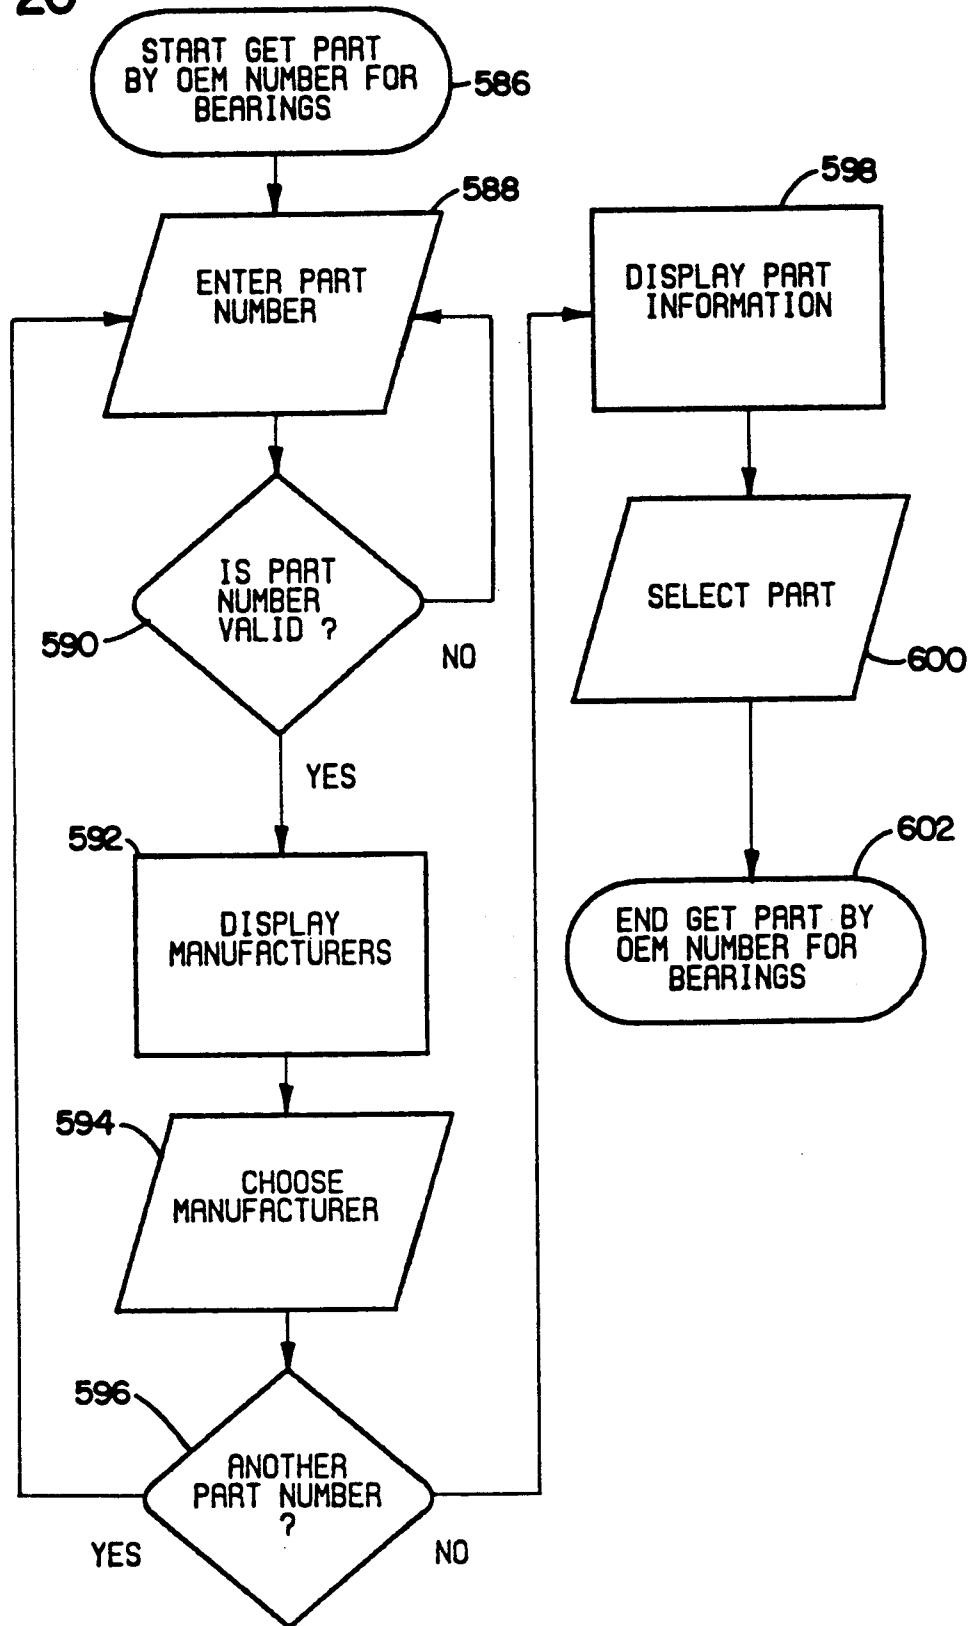 START GET PART
BY OEM NUMBER FOR
BEARINGS
586
588
ENTER PART
NUMBER
IS PART
NUMBER
VALID ?
590
NO
YES
592
DISPLAY
MANUFACTURERS
594
CHOOSE
MANUFACTURER
596
ANOTHER
PART NUMBER
?
YES
NO
598
DISPLAY PART
INFORMATION
SELECT PART
600
602
END GET PART BY
OEM NUMBER FOR
BEARINGS